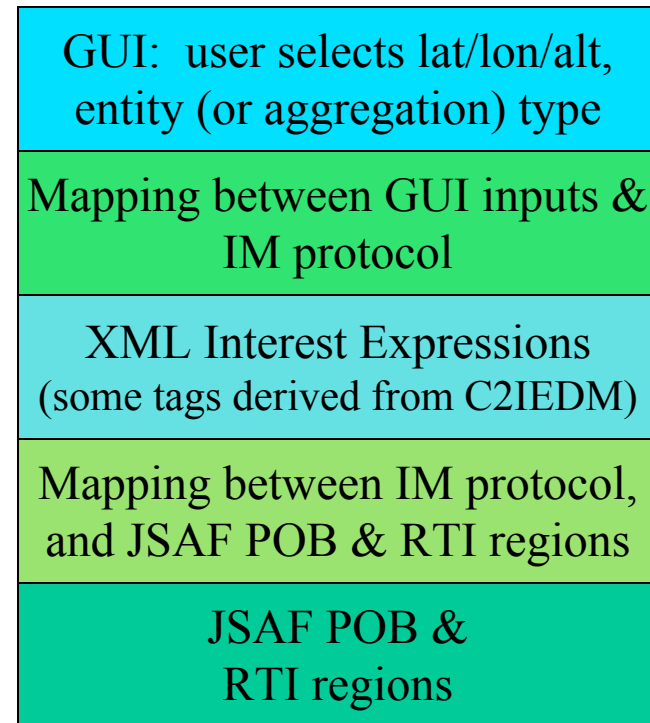 GUI:  user selects lat/lon/alt,
entity (or aggregation) type
Mapping between GUI inputs &
IM protocol
XML Interest Expressions
(some tags derived from C2IEDM)
Mapping between IM protocol,
and JSAF POB & RTI regions
JSAF POB &
RTI regions